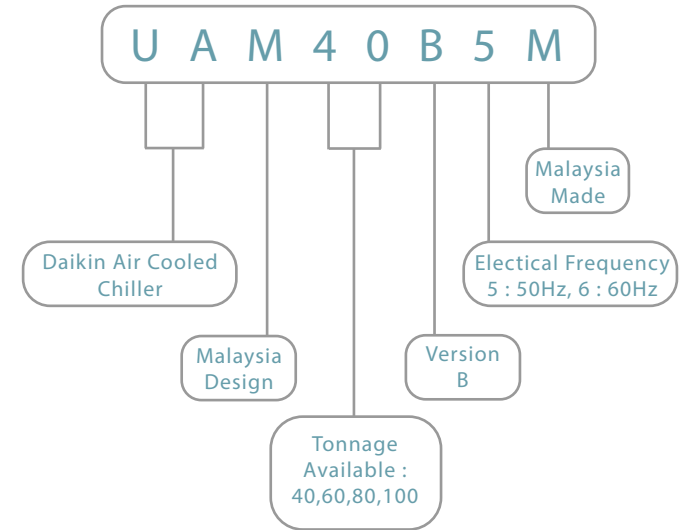 U A M 4 0 B 5 M
Malaysia
Made
Daikin Air Cooled
Chiller
Electical Frequency
5 : 50Hz, 6 : 60Hz
Malaysia
Design
Version
B
Tonnage
Available :
40,60,80,100